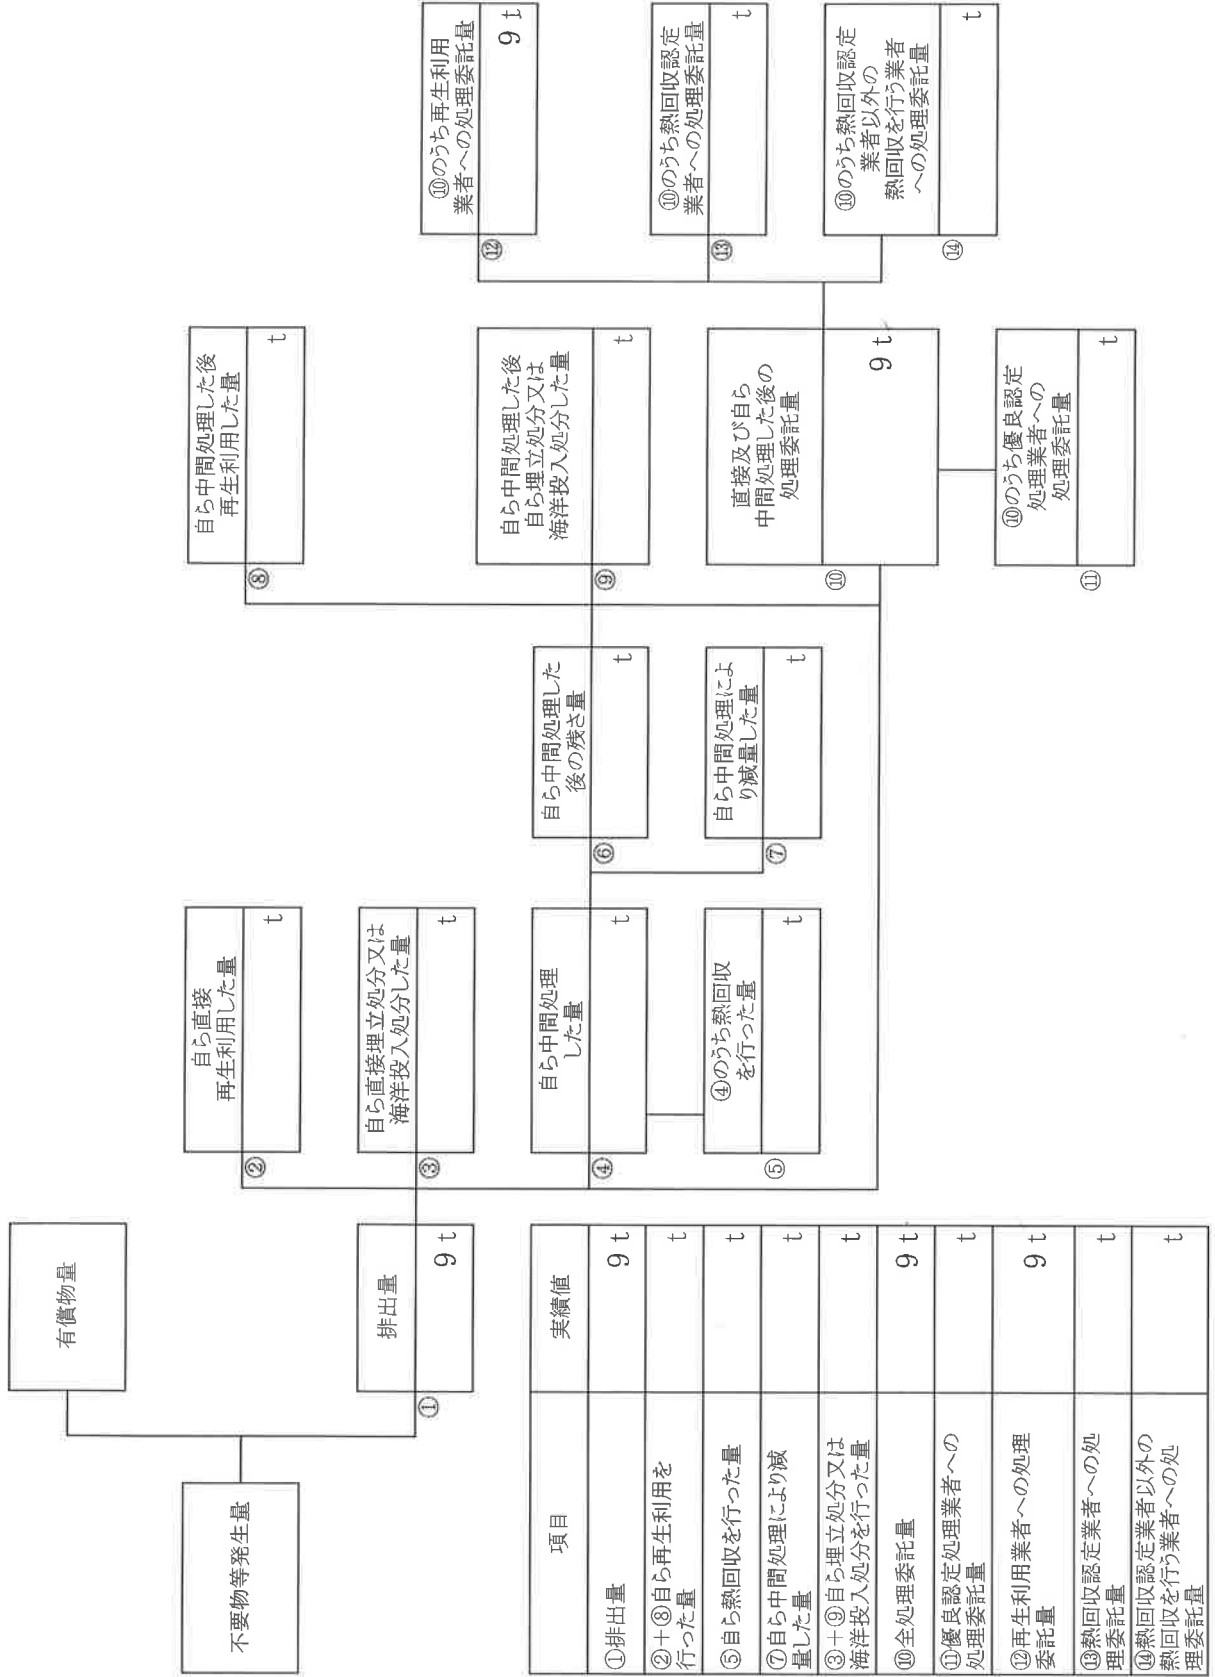 不要物等発生量
有償物量
排出量
①
9 t
自ら直接
再生利用した量
②
t
自ら直接埋立処分又は
海洋投入処分した量
③
t
自ら中間処理
した量
④
t
④のうち熱回収
を行った量
⑤
t
自ら中間処理した
後の残さ量
⑥
t
自ら中間処理によ
り減量した量
⑦
t
自ら中間処理した後
再生利用した量
⑧
t
自ら中間処理した後
自ら埋立処分又は
海洋投入処分した量
⑨
t
直接及び自ら
中間処理した後の
処理委託量
⑩
9 t
⑩のうち優良認定
処理業者への
処理委託量
⑪
t
⑩のうち再生利用
業者への処理委託量
⑫
9 t
⑩のうち熱回収認定
業者への処理委託量
⑬
t
⑩のうち熱回収認定
業者以外の
熱回収を行う業者
への処理委託量
⑭
t
項目
実績値
①排出量
9 t
②+⑧自ら再生利用を
行った量
t
⑤自ら熱回収を行った量
t
⑦自ら中間処理により減
量した量
t
③+⑨自ら埋立処分又は
海洋投入処分を行った量
t
⑩全処理委託量
9 t
⑪優良認定処理業者への
処理委託量
t
⑫再生利用業者への処理
委託量
9 t
⑬熱回収認定業者への処
理委託量
t
⑭熱回収認定業者以外の
熱回収を行う業者への処
理委託量
t